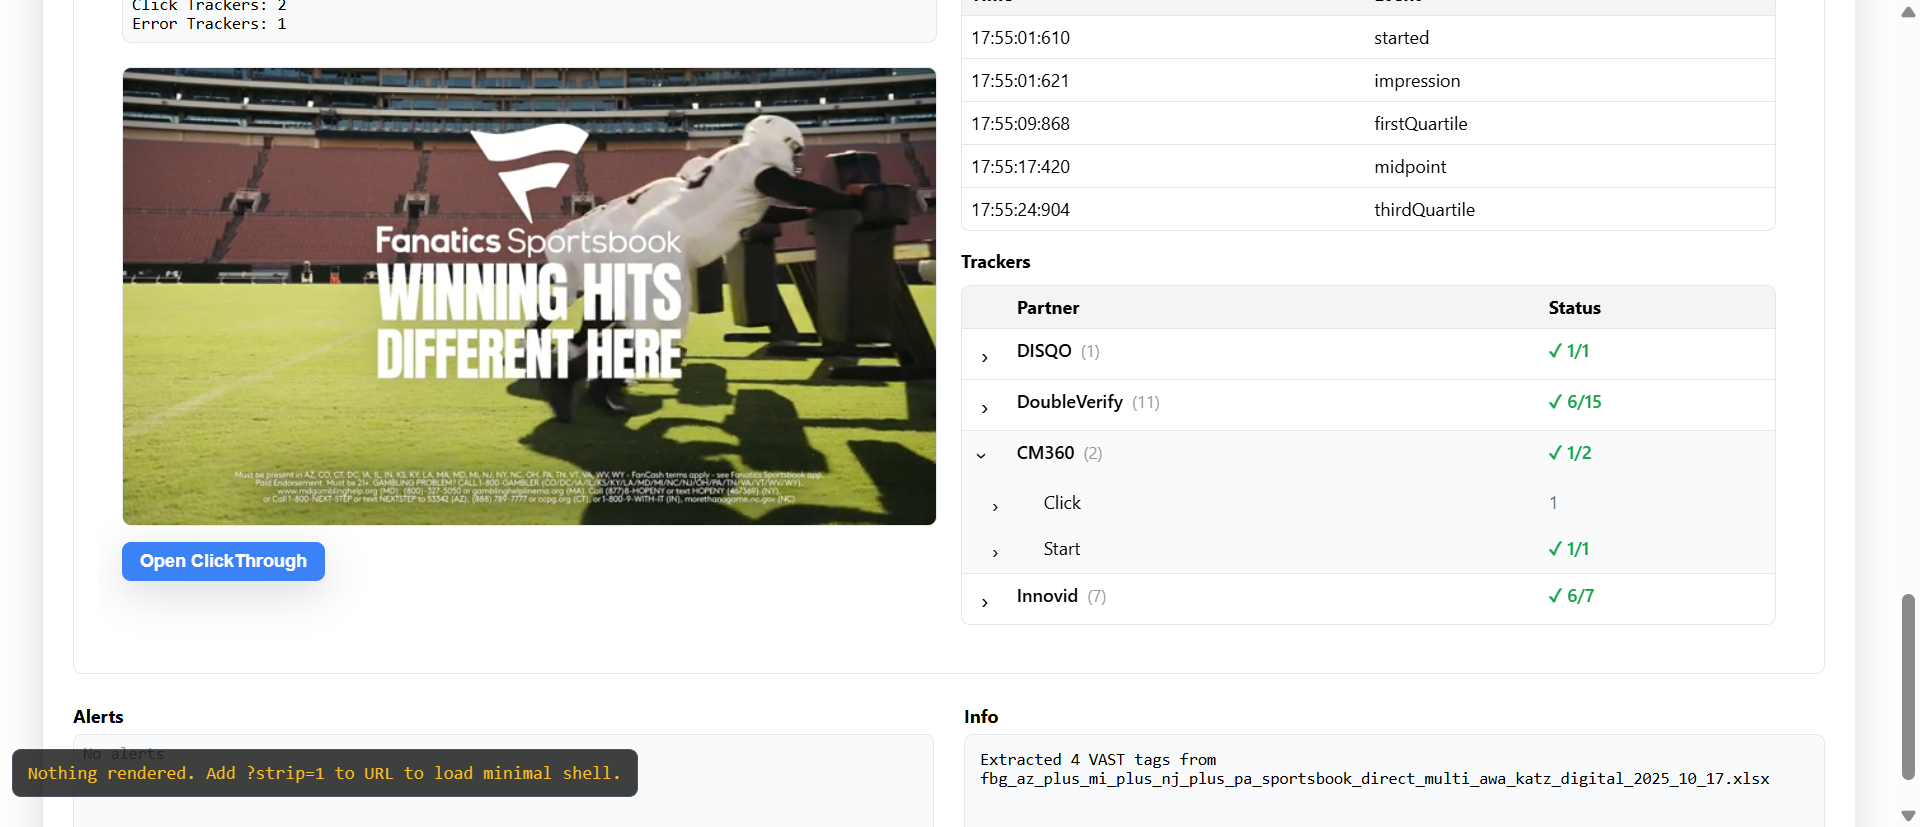 Click Trackers: 2
Error Trackers: 1
Fanatics Sportsbook
WINNING HITS
DIFFERENT HERE
Must be present in AZ, CO, CT, DC, IA, IL, IN, KS, KY, LA, MA, MD, MI, NJ, NY, NC, OH, PA, TN, VT, VA, WV, WY - FanCash terms apply - see Fanatics Sportsbook app.
Paid Endorsement. Must be 21+. GAMBLING PROBLEM? CALL 1-800-GAMBLER (CO/DC/IA/IL/KS/KY/LA/MD/MI/NC/NJ/OH/PA/TN/VA/VT/WV/WY),
www.mdgamblinghelp.org (MD), (800)-327-5050 or gamblinghelplinema.org (MA), Call (877)8-HOPENY or text HOPENY (467369) (NY),
or Call 1-800-NEXT-STEP or text NEXTSTEP to 53342 (AZ), (888) 789-7777 or ccpg.org (CT), or 1-800-9-WITH-IT (IN), morethanagame.nc.gov (NC)
Open ClickThrough
17:55:01:610 started
17:55:01:621 impression
17:55:09:868 firstQuartile
17:55:17:420 midpoint
17:55:24:904 thirdQuartile
Trackers
Partner Status
DISQO (1) ✓ 1/1
DoubleVerify (11) ✓ 6/15
CM360 (2) ✓ 1/2
Click 1
Start ✓ 1/1
Innovid (7) ✓ 6/7
Alerts
No alerts
Nothing rendered. Add ?strip=1 to URL to load minimal shell.
Info
Extracted 4 VAST tags from
fbg_az_plus_mi_plus_nj_plus_pa_sportsbook_direct_multi_awa_katz_digital_2025_10_17.xlsx